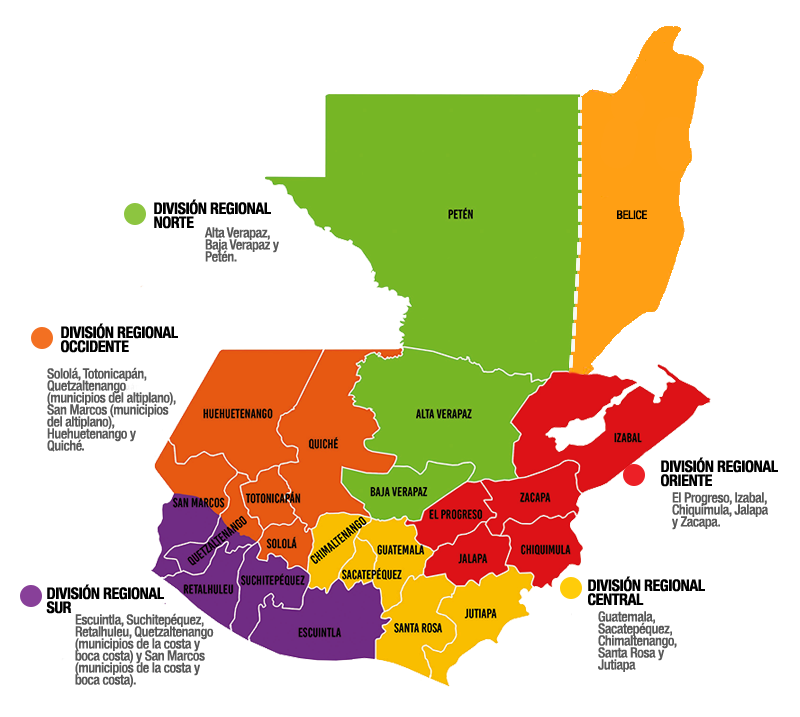 PETÉN
BELICE
DIVISIÓN REGIONAL
NORTE
Alta Verapaz,
Baja Verapaz y
Petén.
DIVISIÓN REGIONAL
OCCIDENTE
Sololá, Totonicapán,
Quetzaltenango
(municipios del altiplano),
San Marcos (municipios
del altiplano),
Huehuetenango y
Quiché.
HUEHUETENANGO
QUICHÉ
ALTA VERAPAZ
IZABAL
BAJA VERAPAZ
ZACAPA
SAN MARCOS
TOTONICAPÁN
EL PROGRESO
QUETZALTENANGO
SOLOLÁ
CHIMALTENANGO
GUATEMALA
JALAPA
CHIQUIMULA
RETALHULEU
SUCHITEPÉQUEZ
SACATEPÉQUEZ
ESCUINTLA
SANTA ROSA
JUTIAPA
DIVISIÓN REGIONAL
ORIENTE
El Progreso, Izabal,
Chiquimula, Jalapa
y Zacapa.
DIVISIÓN REGIONAL
SUR
Escuintla, Suchitepéquez,
Retalhuleu, Quetzaltenango
(municipios de la costa y
boca costa) y San Marcos
(municipios de la costa y
boca costa).
DIVISIÓN REGIONAL
CENTRAL
Guatemala,
Sacatepéquez,
Chimaltenango,
Santa Rosa y
Jutiapa